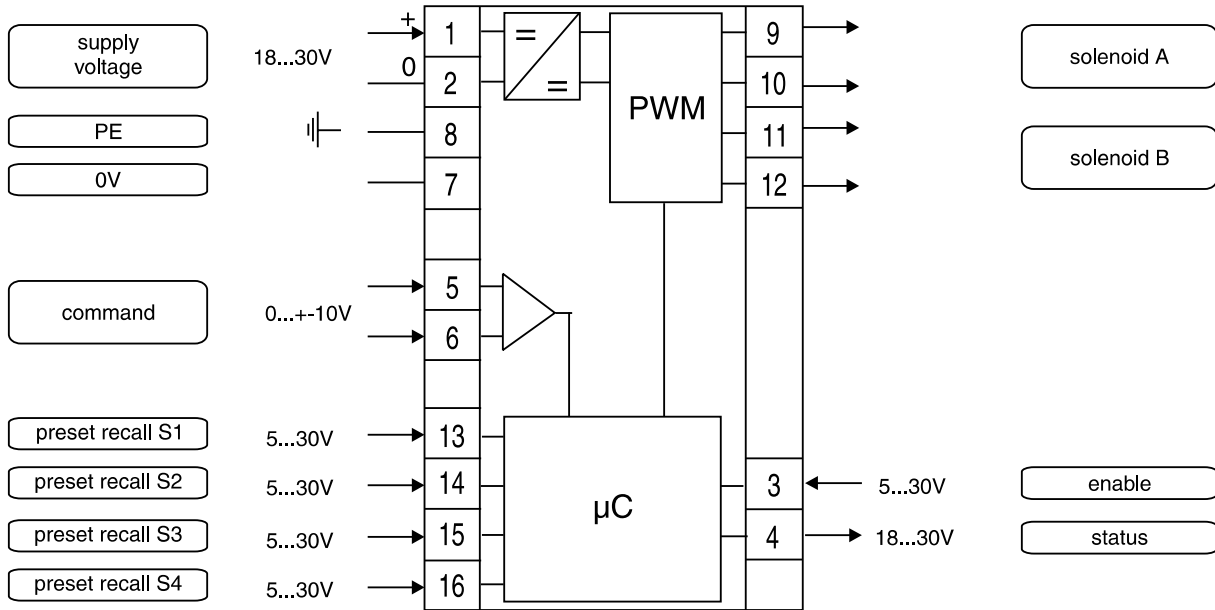 supply
voltage
18...30V
+
0
1
2
=
=
PWM
9
10
solenoid A
PE
8
11
0V
7
12
solenoid B
command
0...+-10V
5
6
preset recall S1
5...30V
13
preset recall S2
5...30V
14
preset recall S3
5...30V
15
preset recall S4
5...30V
16
µC
3
5...30V
enable
4
18...30V
status